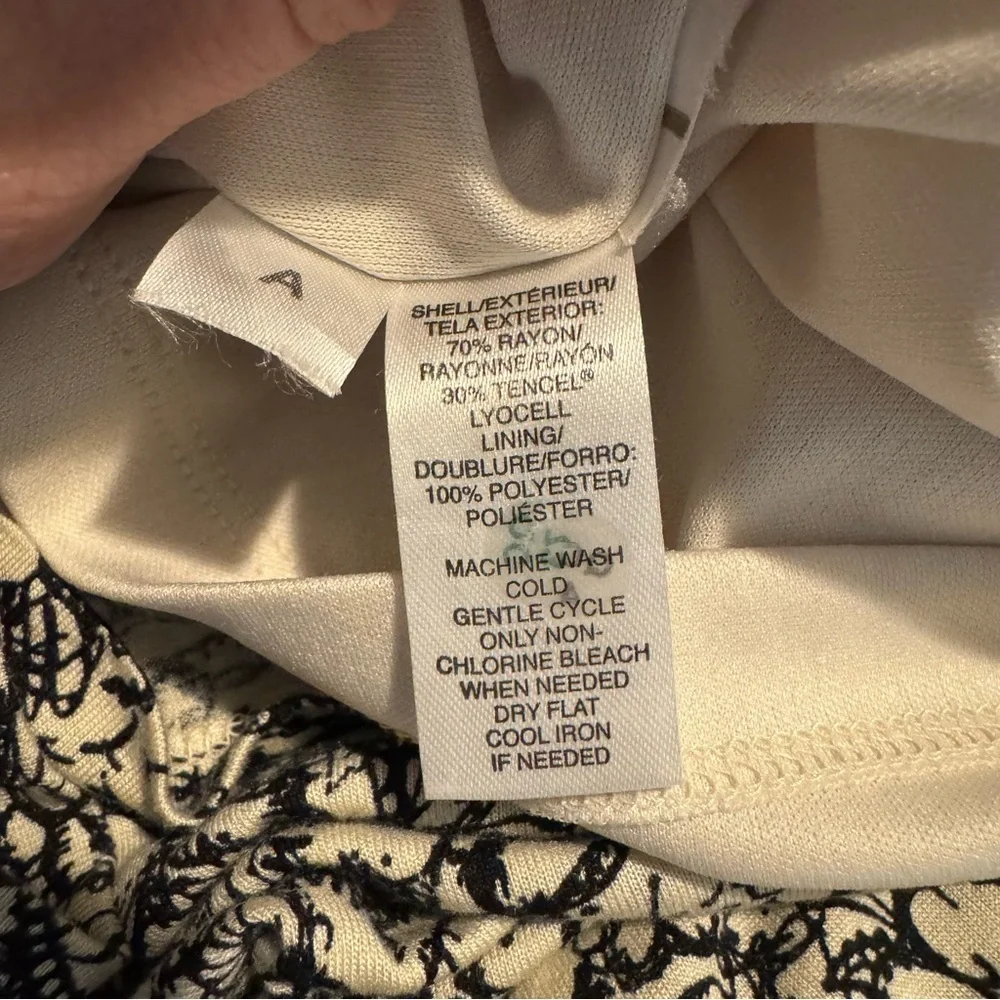 A
SHELL/EXTÉRIEUR/
TELA EXTERIOR:
70% RAYON/
RAYONNE/RAYÓN
30% TENCEL®
LYOCELL
LINING/
DOUBLURE/FORRO:
100% POLYESTER/
POLIÉSTER
MACHINE WASH
COLD
GENTLE CYCLE
ONLY NON-
CHLORINE BLEACH
WHEN NEEDED
DRY FLAT
COOL IRON
IF NEEDED